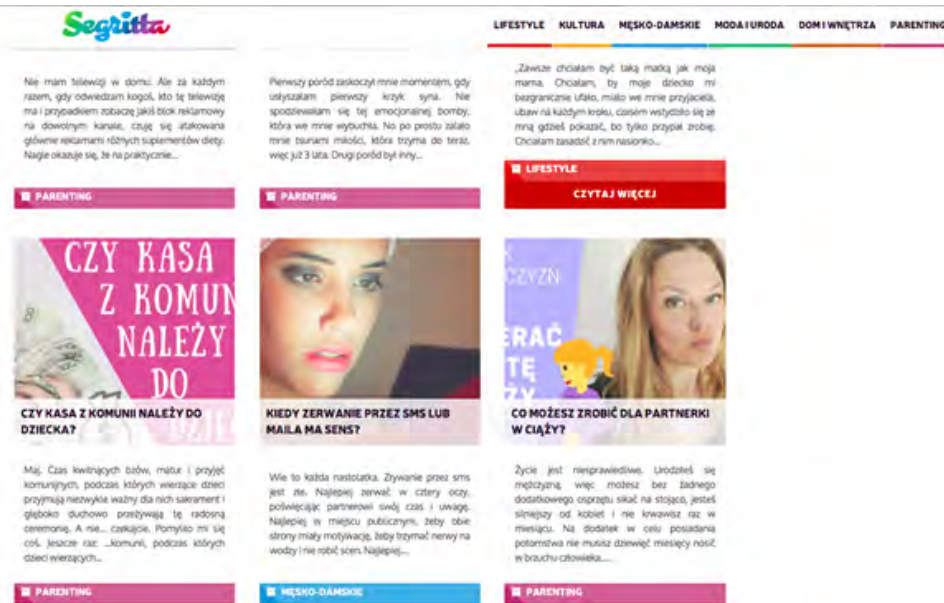 Segritta
LIFESTYLE KULTURA MĘSKO-DAMSKIE MODA I URODA DOM I WNĘTRZA PARENTING
Nie mam telewizji w domu. Ale za każdym
razem, gdy odwiedzam kogoś, kto tę telewizję
ma i przypadkiem zobaczę jakiś blok reklamowy
na dowolnym kanale, czuję się atakowana
głównie reklamami różnych suplementów diety.
Nagle okazuje się, że na praktycznie...
PARENTING
Pierwszy poród zaskoczył mnie momentem, gdy
usłyszałam pierwszy krzyk syna. Nie
spodziewałam się tej emocjonalnej bomby,
która we mnie wybuchła. No po prostu zalało
mnie tsunami miłości, która trzyma do teraz,
więc już 3 lata. Drugi poród był inny...
PARENTING
„Zawsze chciałam być taką matką jak moja
mama. Chciałam, by moje dziecko mi
bezgranicznie ufało, miało we mnie przyjaciela,
ubaw na każdym kroku, czasem wstydziło się ze
mną gdzieś pokazać, bo tylko przypał zrobię.
Chciałam zasadzić z nim nasionko...
LIFESTYLE
CZYTAJ WIĘCEJ
CZY KASA
Z KOMUN
NALEŻY
DO
CZY KASA Z KOMUNII NALEŻY DO
DZIECKA?
Maj. Czas kwitnących bzów, matur i przyjęć
komunijnych, podczas których wierzące dzieci
przyjmują niezwykle ważny dla nich sakrament i
głęboko duchowo przeżywają tę radosną
ceremonię. A nie... czekajcie. Pomyliło mi się
coś. Jeszcze raz: ...komunii, podczas których
dzieci wierzących...
PARENTING
KIEDY ZERWANIE PRZEZ SMS LUB
MAILA MA SENS?
Wie to każda nastolatka. Zrywanie przez sms
jest złe. Najlepiej zerwać w cztery oczy,
poświęcając partnerowi swój czas i uwagę.
Najlepiej w miejscu publicznym, żeby obie
strony miały motywację, żeby trzymać nerwy na
wodzy i nie robić scen. Najlepiej,...
MĘSKO-DAMSKIE
K
CZYZN
ERAĆ
TĘ
ŻY
CO MOŻESZ ZROBIĆ DLA PARTNERKI
W CIĄŻY?
Życie jest niesprawiedliwe. Urodziłeś się
mężczyzną, więc możesz bez żadnego
dodatkowego osprzętu sikać na stojąco, jesteś
silniejszy od kobiet i nie krwawisz raz w
miesiącu. Na dodatek w celu posiadania
potomstwa nie musisz dziewięć miesięcy nosić
w brzuchu człowieka....
PARENTING